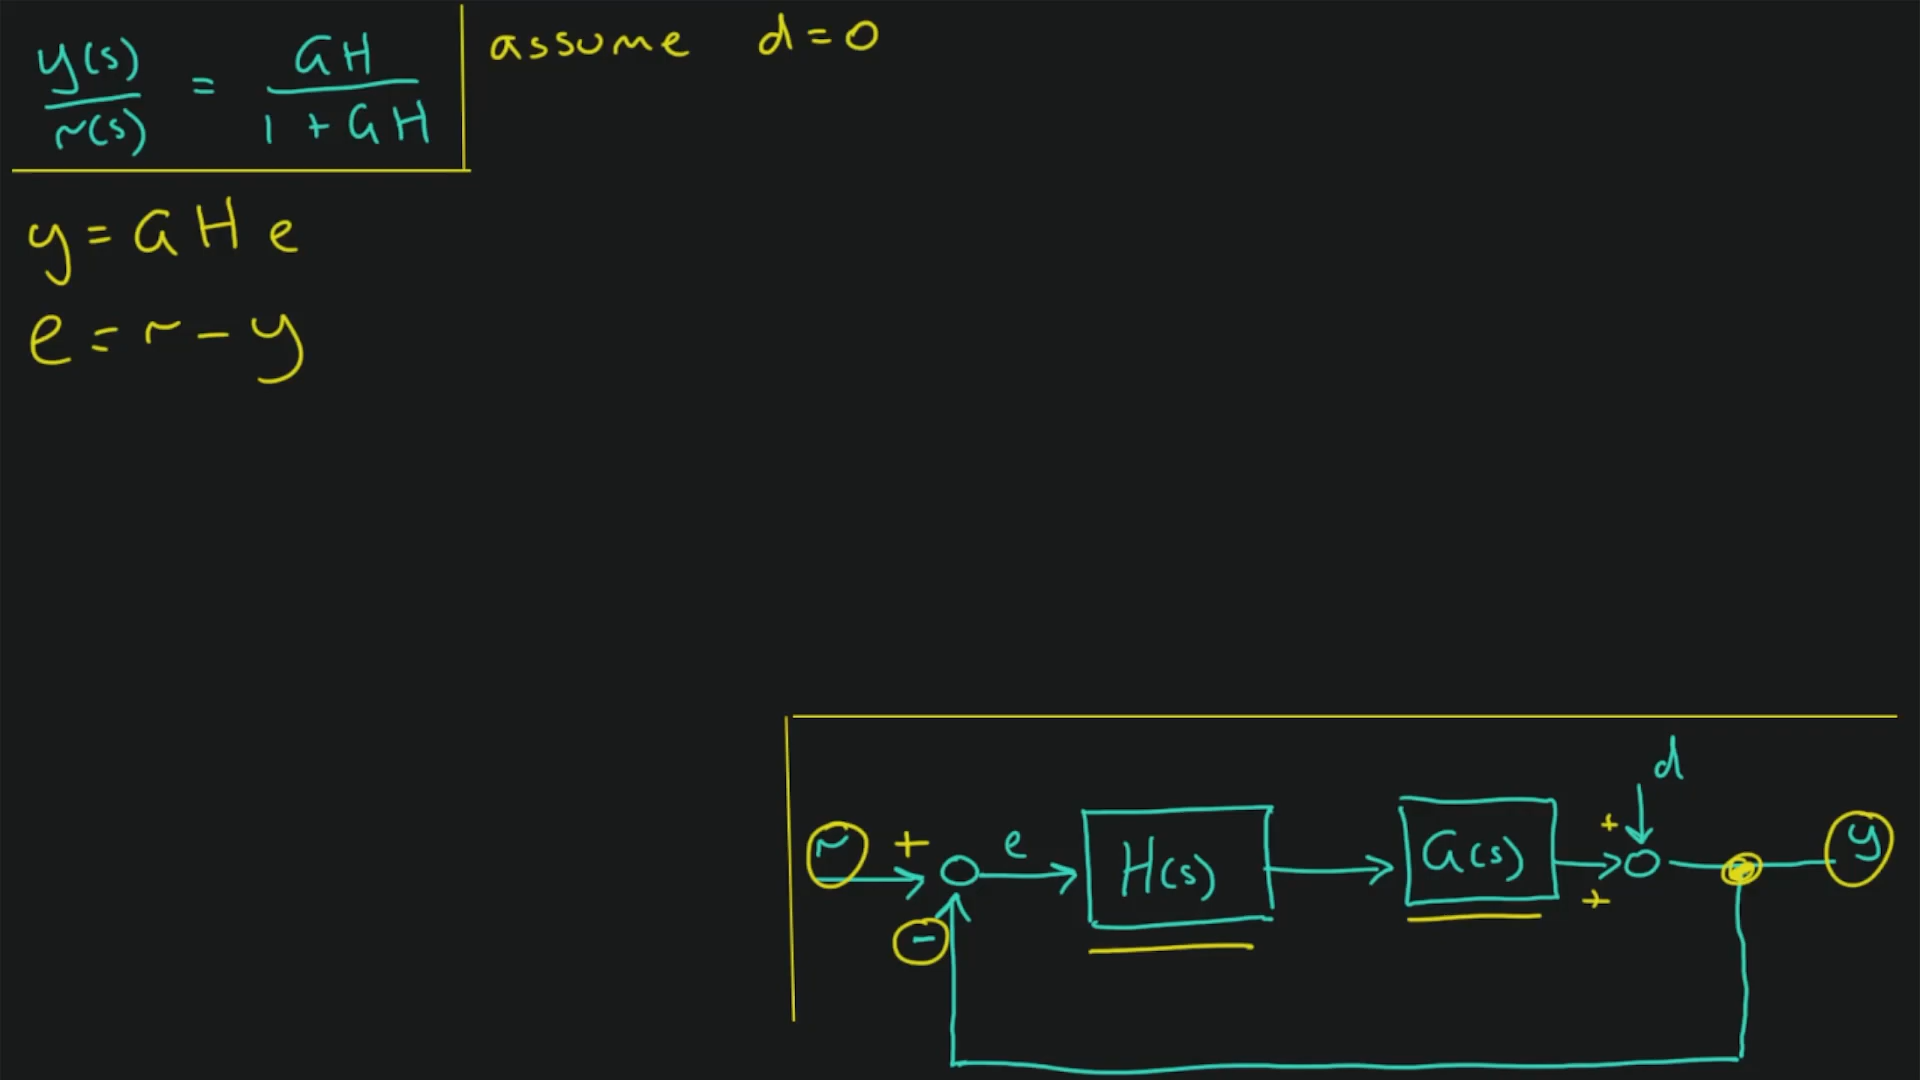 y(s)/r(s) = GH/(1 + GH)
assume d = 0
y = G H e
e = r - y
d
r + e H(s) G(s) + y
-
+